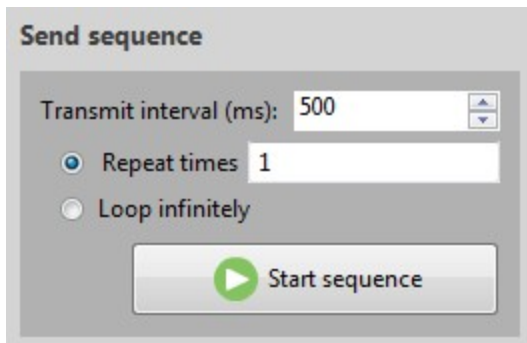 Send sequence
Transmit interval (ms): 500
Repeat times 1
Loop infinitely
Start sequence